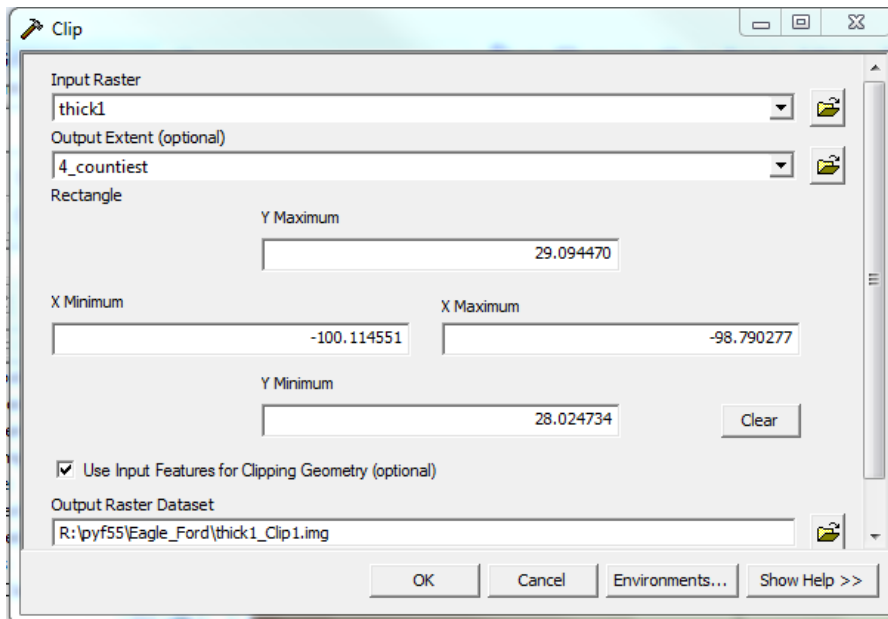 Clip
Input Raster
thick1
Output Extent (optional)
4_countiest
Rectangle
Y Maximum
29.094470
X Minimum
X Maximum
-100.114551
-98.790277
Y Minimum
28.024734
Clear
Use Input Features for Clipping Geometry (optional)
Output Raster Dataset
R:\pyf55\Eagle_Ford\thick1_Clip1.img
OK
Cancel
Environments...
Show Help >>